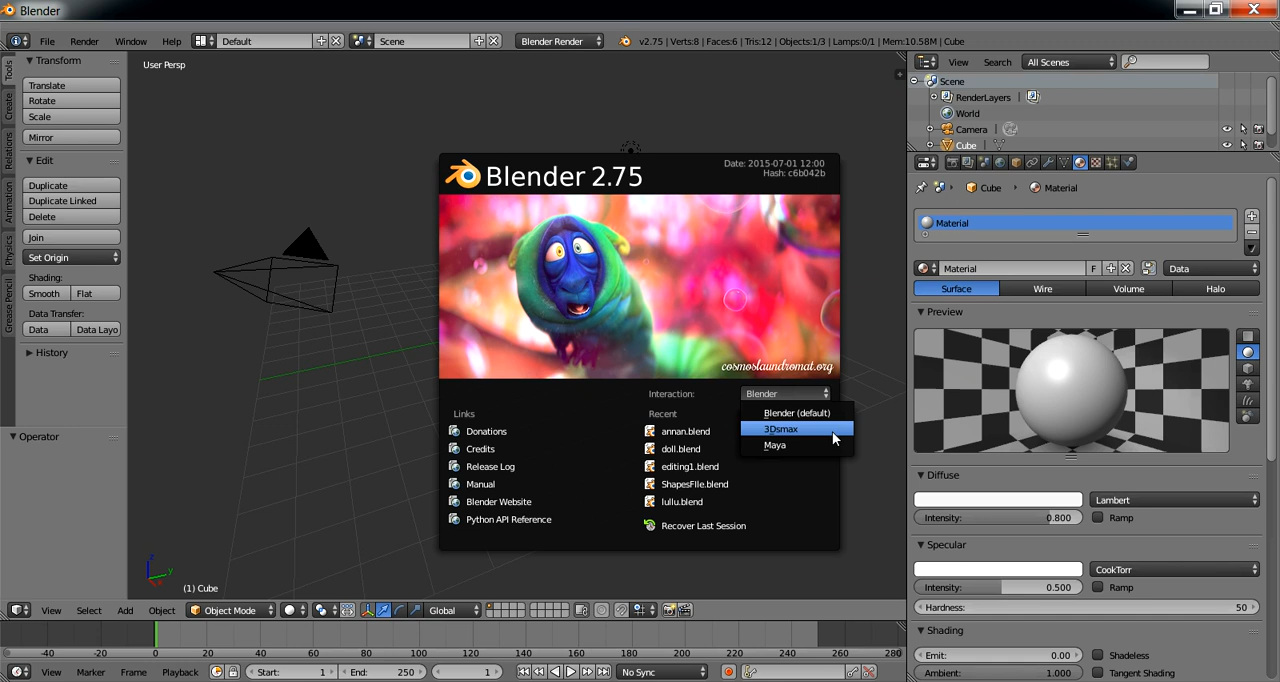 Blender
File Render Window Help Default Scene Blender Render v2.75 | Verts:8 | Faces:6 | Tris:12 | Objects:1/3 | Lamps:0/1 | Mem:10.58M | Cube
Tools
Create
Relations
Animation
Physics
Grease Pencil
Transform
Translate
Rotate
Scale
Mirror
Edit
Duplicate
Duplicate Linked
Delete
Join
Set Origin
Shading:
Smooth Flat
Data Transfer:
Data Data Layo
History
Operator
User Persp
Blender 2.75
Date: 2015-07-01 12:00
Hash: c6b042b
cosmoslaundromat.org
Interaction: Blender
Blender (default)
3Dsmax
Maya
Links
Donations
Credits
Release Log
Manual
Blender Website
Python API Reference
Recent
annan.blend
doll.blend
editing1.blend
ShapesFIle.blend
lullu.blend
Recover Last Session
z
y
(1) Cube
View Select Add Object Object Mode Global
-40 -20 0 20 40 60 80 100 120 140 160 180 200 220 240 260 280
View Marker Frame Playback Start: 1 End: 250 1 No Sync
View Search All Scenes
Scene
RenderLayers |
World
Camera |
Cube |
Cube Material
Material
Material F Data
Surface Wire Volume Halo
Preview
Diffuse
Lambert
Intensity: 0.800 Ramp
Specular
CookTorr
Intensity: 0.500 Ramp
Hardness: 50
Shading
Emit: 0.00 Shadeless
Ambient: 1.000 Tangent Shading